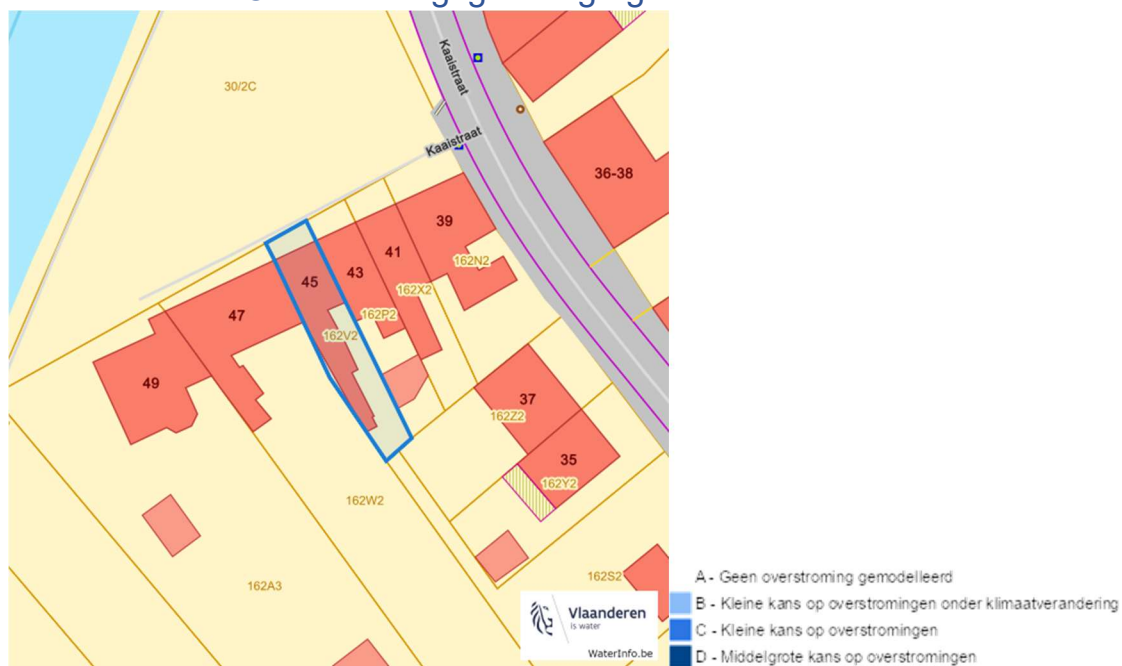 Kaaistraat
30/2C
Kaaistraat
36-38
39
41
162N2
43
45
162X2
47
162P2
162V2
49
37
162Z2
35
162Y2
162W2
162S2
162A3
Vlaanderen
is water
WaterInfo.be
A - Geen overstroming gemodelleerd
B - Kleine kans op overstromingen onder klimaatverandering
C - Kleine kans op overstromingen
D - Middelgrote kans op overstromingen